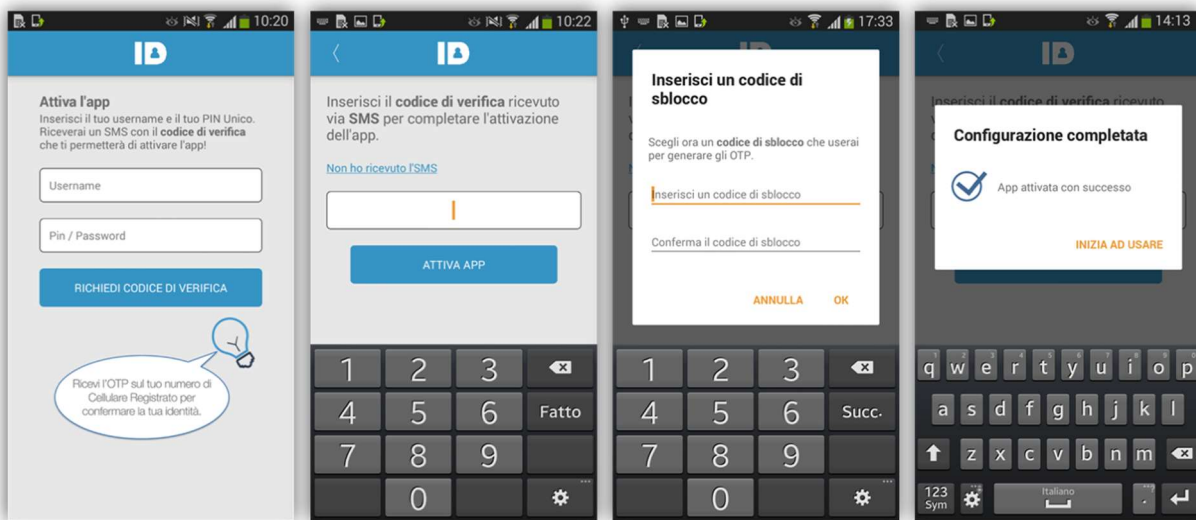 10:20
ID
Attiva l'app
Inserisci il tuo username e il tuo PIN Unico.
Riceverai un SMS con il codice di verifica
che ti permetterà di attivare l'app!
Username
Pin / Password
RICHIEDI CODICE DI VERIFICA
Ricevi l'OTP sul tuo numero di
Cellulare Registrato per
confermare la tua identità.
10:22
ID
Inserisci il codice di verifica ricevuto
via SMS per completare l'attivazione
dell'app.
Non ho ricevuto l'SMS
ATTIVA APP
1 2 3
4 5 6 Fatto
7 8 9
0
17:33
Inserisci un codice di
sblocco
Scegli ora un codice di sblocco che userai
per generare gli OTP.
Inserisci un codice di sblocco
Conferma il codice di sblocco
ANNULLA OK
1 2 3
4 5 6 Succ.
7 8 9
0
14:13
ID
Inserisci il codice di verifica ricevuto
Configurazione completata
App attivata con successo
INIZIA AD USARE
q w e r t y u i o p
a s d f g h j k l
z x c v b n m
123
Sym
Italiano